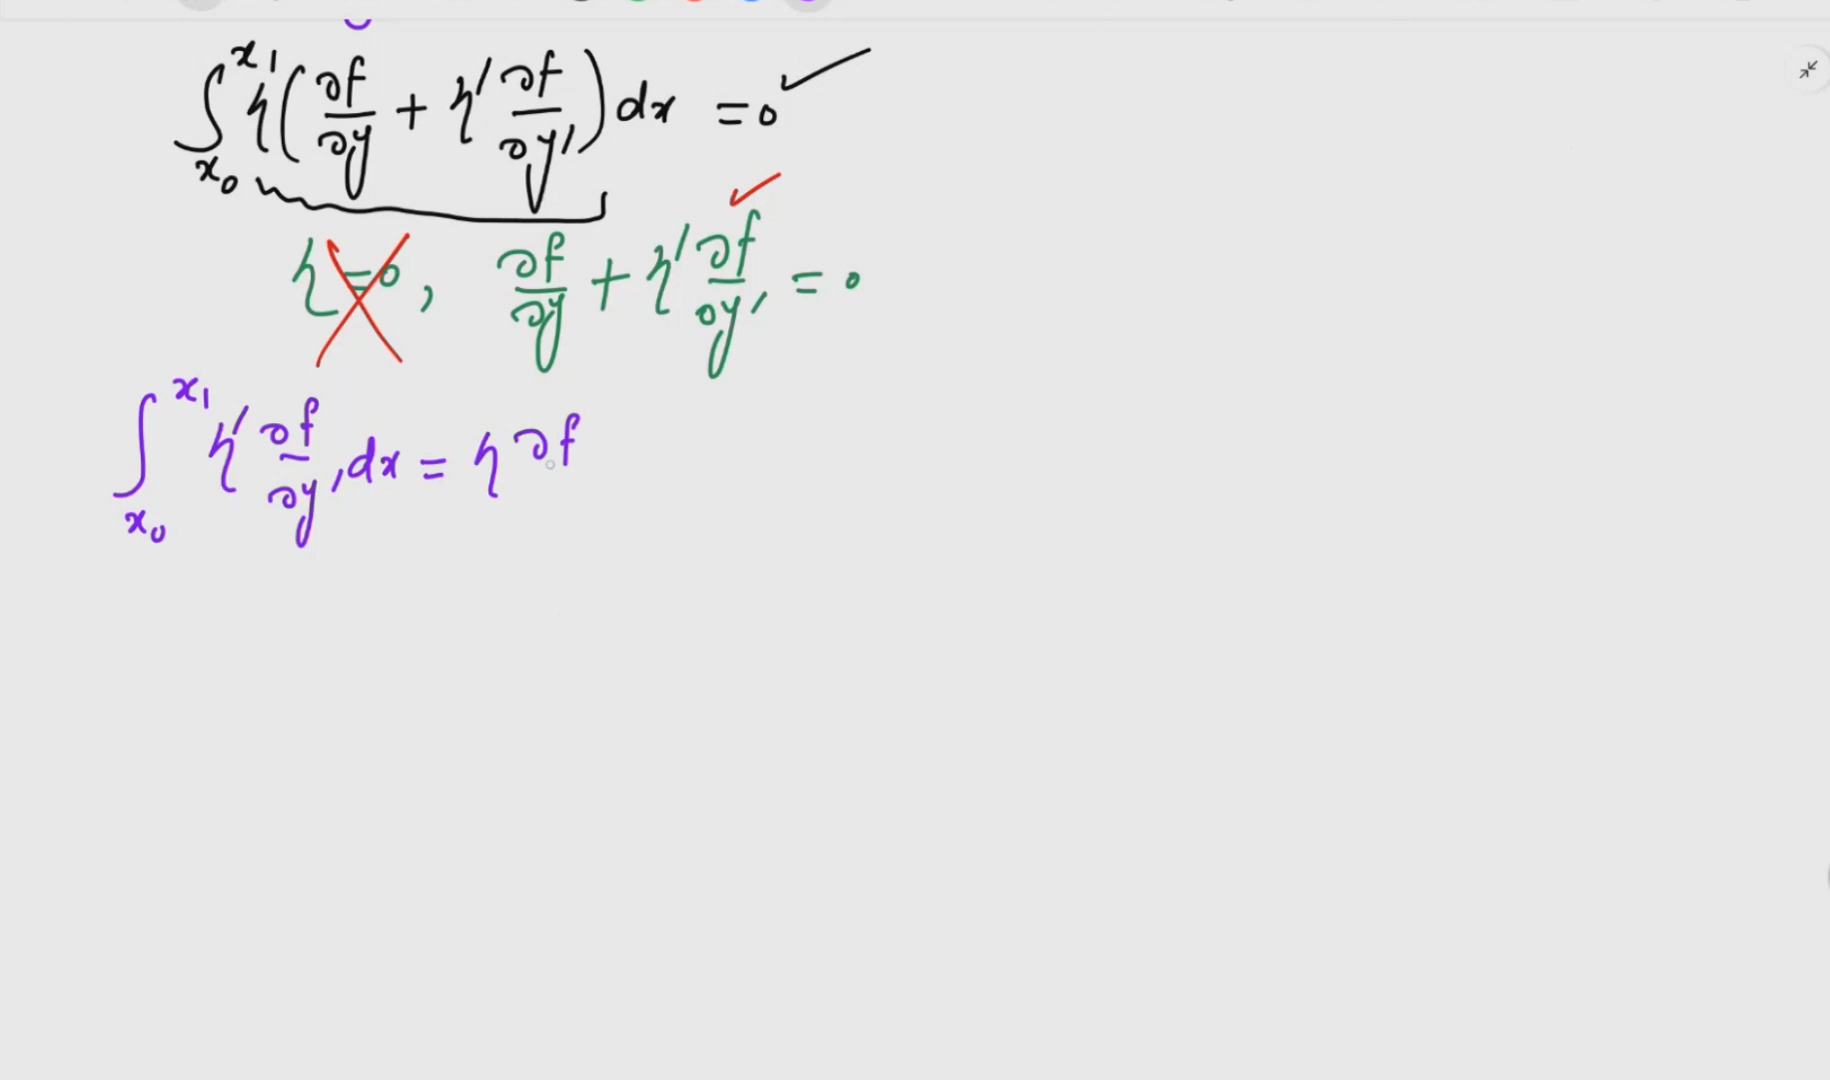 ∫_{x_0}^{x_1} η(∂f/∂y + η′ ∂f/∂y′) dx = 0
η = 0, ∂f/∂y + η′ ∂f/∂y′ = 0
∫_{x_0}^{x_1} η′ ∂f/∂y′ dx = η ∂f